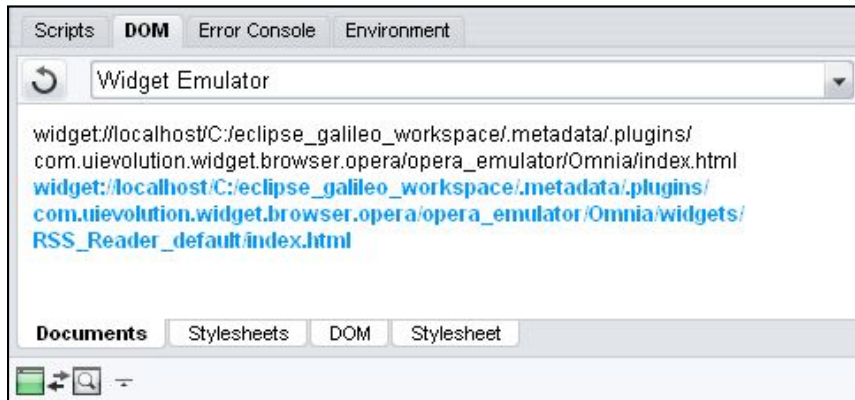 Scripts DOM Error Console Environment
Widget Emulator
widget://localhost/C:/eclipse_galileo_workspace/.metadata/.plugins/
com.uievolution.widget.browser.opera/opera_emulator/Omnia/index.html
widget://localhost/C:/eclipse_galileo_workspace/.metadata/.plugins/
com.uievolution.widget.browser.opera/opera_emulator/Omnia/widgets/
RSS_Reader_default/index.html
Documents Stylesheets DOM Stylesheet